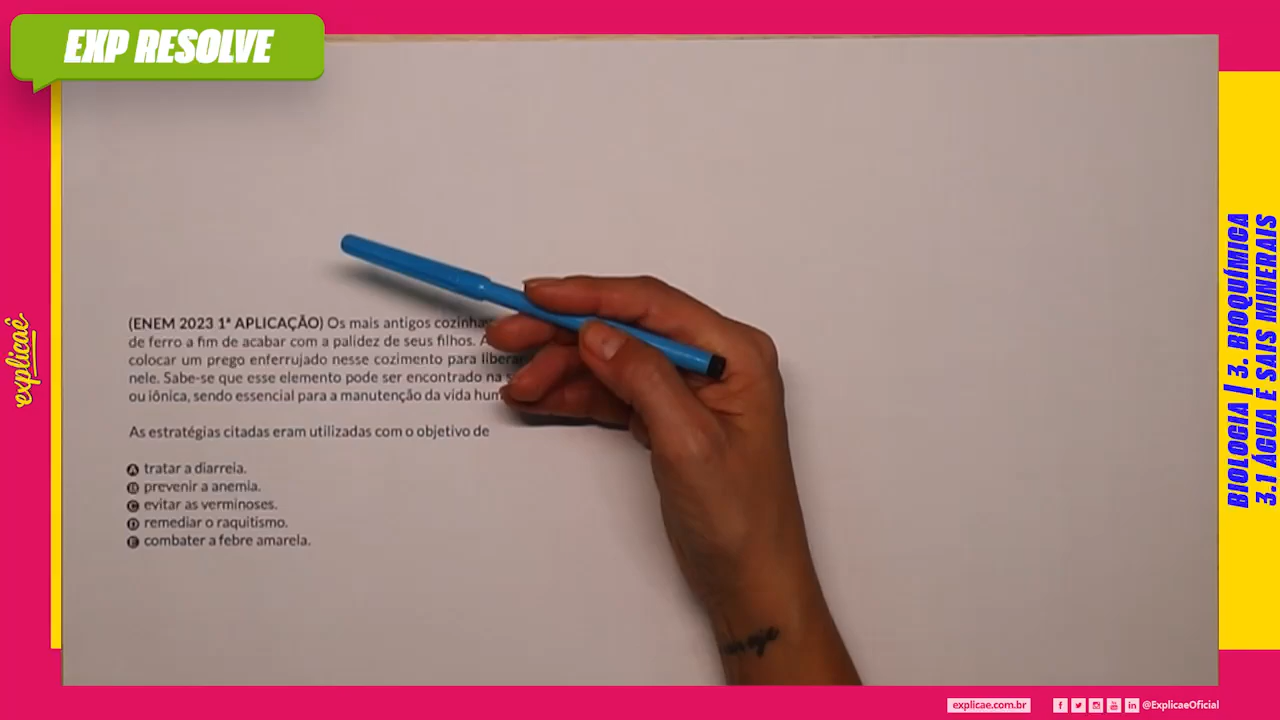 EXP RESOLVE
explicaê
(ENEM 2023 1ª APLICAÇÃO) Os mais antigos
de ferro a fim de acabar com a palidez de seus filhos.
colocar um prego enferrujado nesse cozimento para
nele. Sabe-se que esse elemento pode ser encontrado na
ou iônica, sendo essencial para a manutenção da vida
As estratégias citadas eram utilizadas com o objetivo de
A tratar a diarreia.
B prevenir a anemia.
C evitar as verminoses.
D remediar o raquitismo.
E combater a febre amarela.
BIOLOGIA | 3. BIOQUÍMICA
3.1 ÁGUA E SAIS MINERAIS
explicae.com.br
@ExplicaeOficial